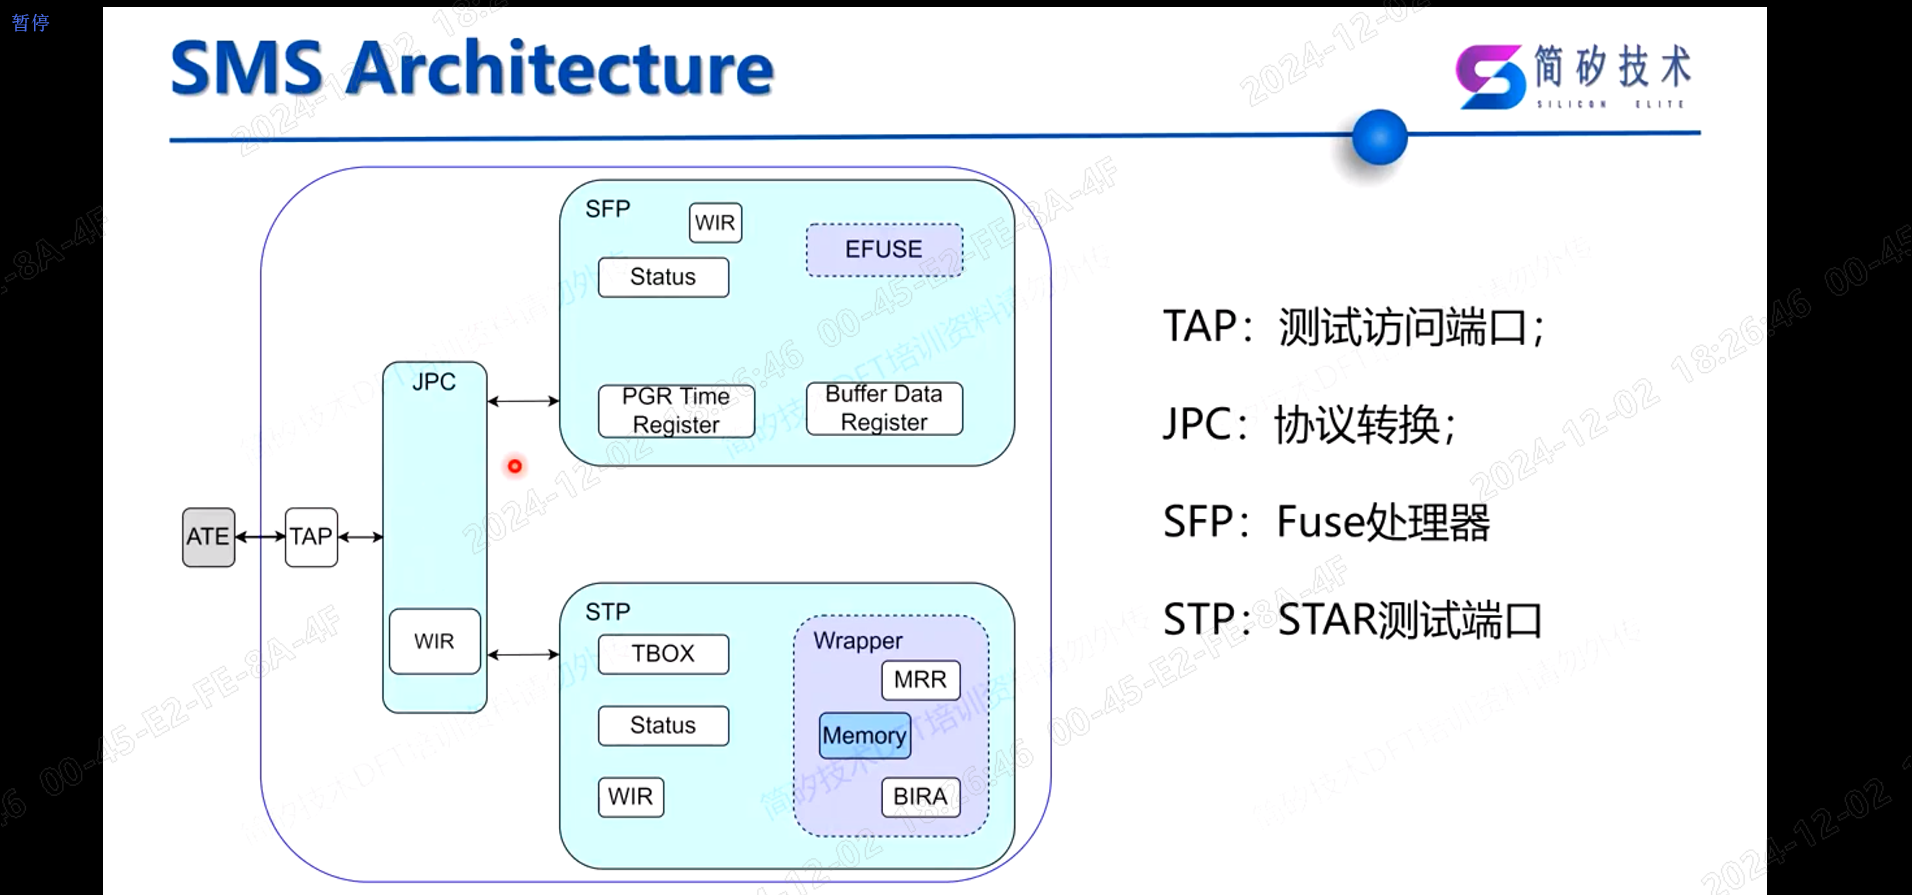 暂停
SMS Architecture
简矽技术
SILICON ELITE
SFP
WIR
EFUSE
Status
PGR Time
Register
Buffer Data
Register
JPC
WIR
ATE
TAP
STP
TBOX
Status
WIR
Wrapper
MRR
Memory
BIRA
TAP：测试访问端口；
JPC：协议转换；
SFP：Fuse处理器
STP：STAR测试端口
简矽技术DFT培训资料请勿外传
2024-12-02 18:26:46 00-45-E2-FE-8A-4F